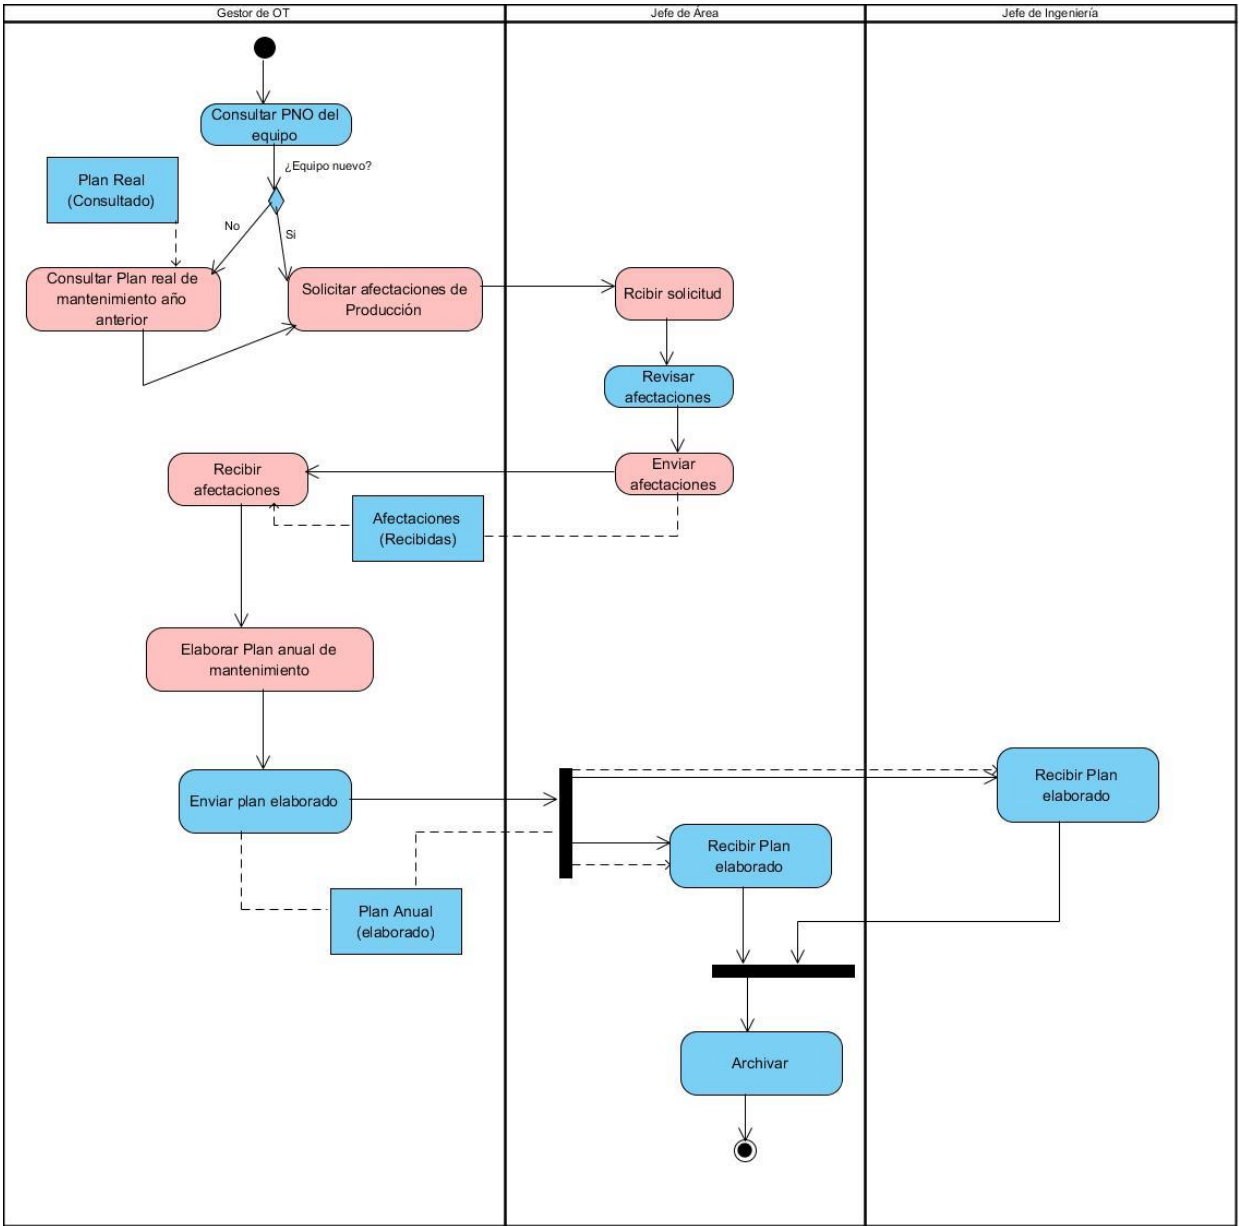 Gestor de OT
Jefe de Área
Jefe de Ingeniería
Consultar PNO del
equipo
¿Equipo nuevo?
Plan Real
(Consultado)
No
Si
Consultar Plan real de
mantenimiento año
anterior
Solicitar afectaciones de
Producción
Rcibir solicitud
Revisar
afectaciones
Recibir
afectaciones
Enviar
afectaciones
Afectaciones
(Recibidas)
Elaborar Plan anual de
mantenimiento
Enviar plan elaborado
Recibir Plan
elaborado
Recibir Plan
elaborado
Plan Anual
(elaborado)
Archivar